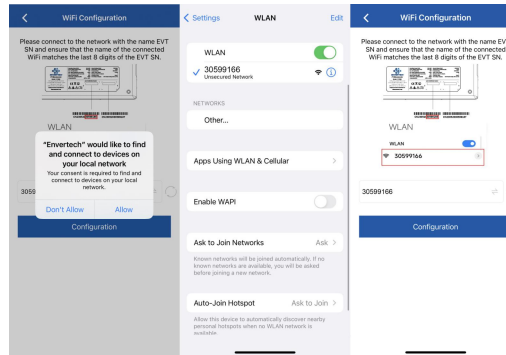 WiFi Configuration
Please connect to the network with the name EVT
SN and ensure that the name of the connected
WiFi matches the last 8 digits of the EVT SN.
WLAN
"Envertech" would like to find
and connect to devices on
your local network
Your consent is required to find and
connect to devices on your local
network.
Don't Allow
Allow
3059
Configuration
Settings
WLAN
Edit
WLAN
30599166
Unsecured Network
NETWORKS
Other...
Apps Using WLAN & Cellular
Enable WAPI
Ask to Join Networks
Ask
Known networks will be joined automatically. If no
known networks are available, you will be asked
before joining a new network.
Auto-Join Hotspot
Ask to Join
Allow this device to automatically discover nearby
personal hotspots when no WLAN network is
available.
WiFi Configuration
Please connect to the network with the name EV
SN and ensure that the name of the connected
WiFi matches the last 8 digits of the EVT SN.
WLAN
WLAN
30599166
30599166
Configuration